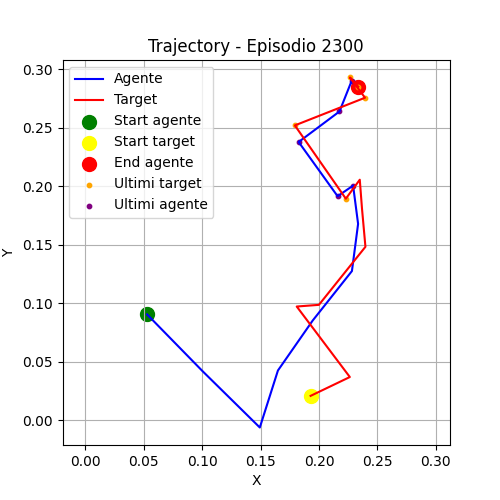 Trajectory - Episodio 2300
0.30
0.25
0.20
0.15
0.10
0.05
0.00
Y
Agente
Target
Start agente
Start target
End agente
Ultimi target
Ultimi agente
0.00 0.05 0.10 0.15 0.20 0.25 0.30
X